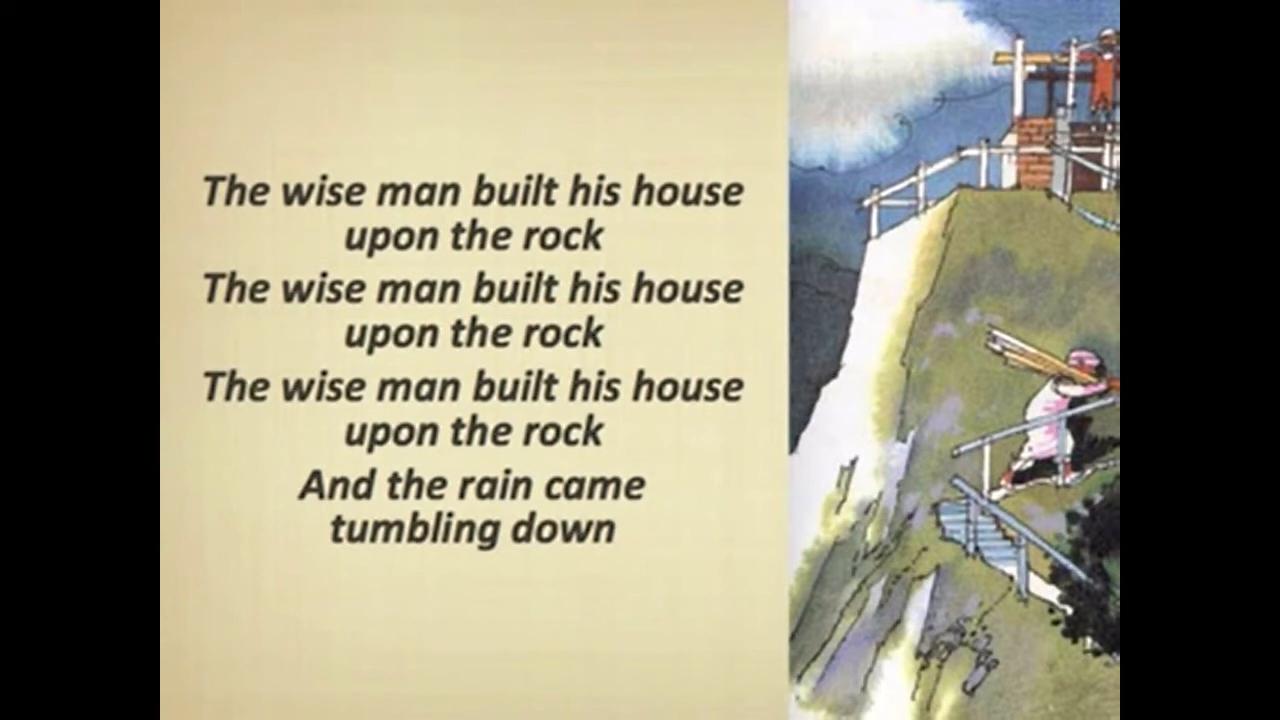 The wise man built his house
upon the rock
The wise man built his house
upon the rock
The wise man built his house
upon the rock
And the rain came
tumbling down